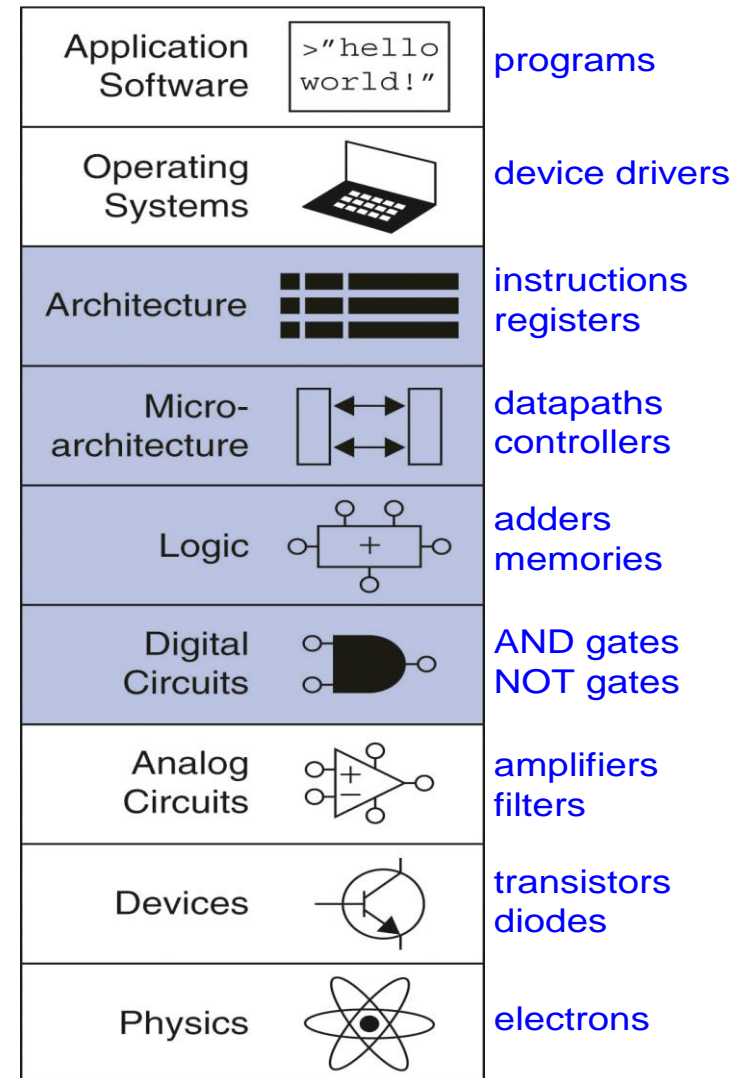 Application
Software
>"hello
world!"
programs
Operating
Systems
device drivers
Architecture
instructions
registers
Micro-
architecture
datapaths
controllers
Logic
+
adders
memories
Digital
Circuits
AND gates
NOT gates
Analog
Circuits
+
−
amplifiers
filters
Devices
transistors
diodes
Physics
electrons